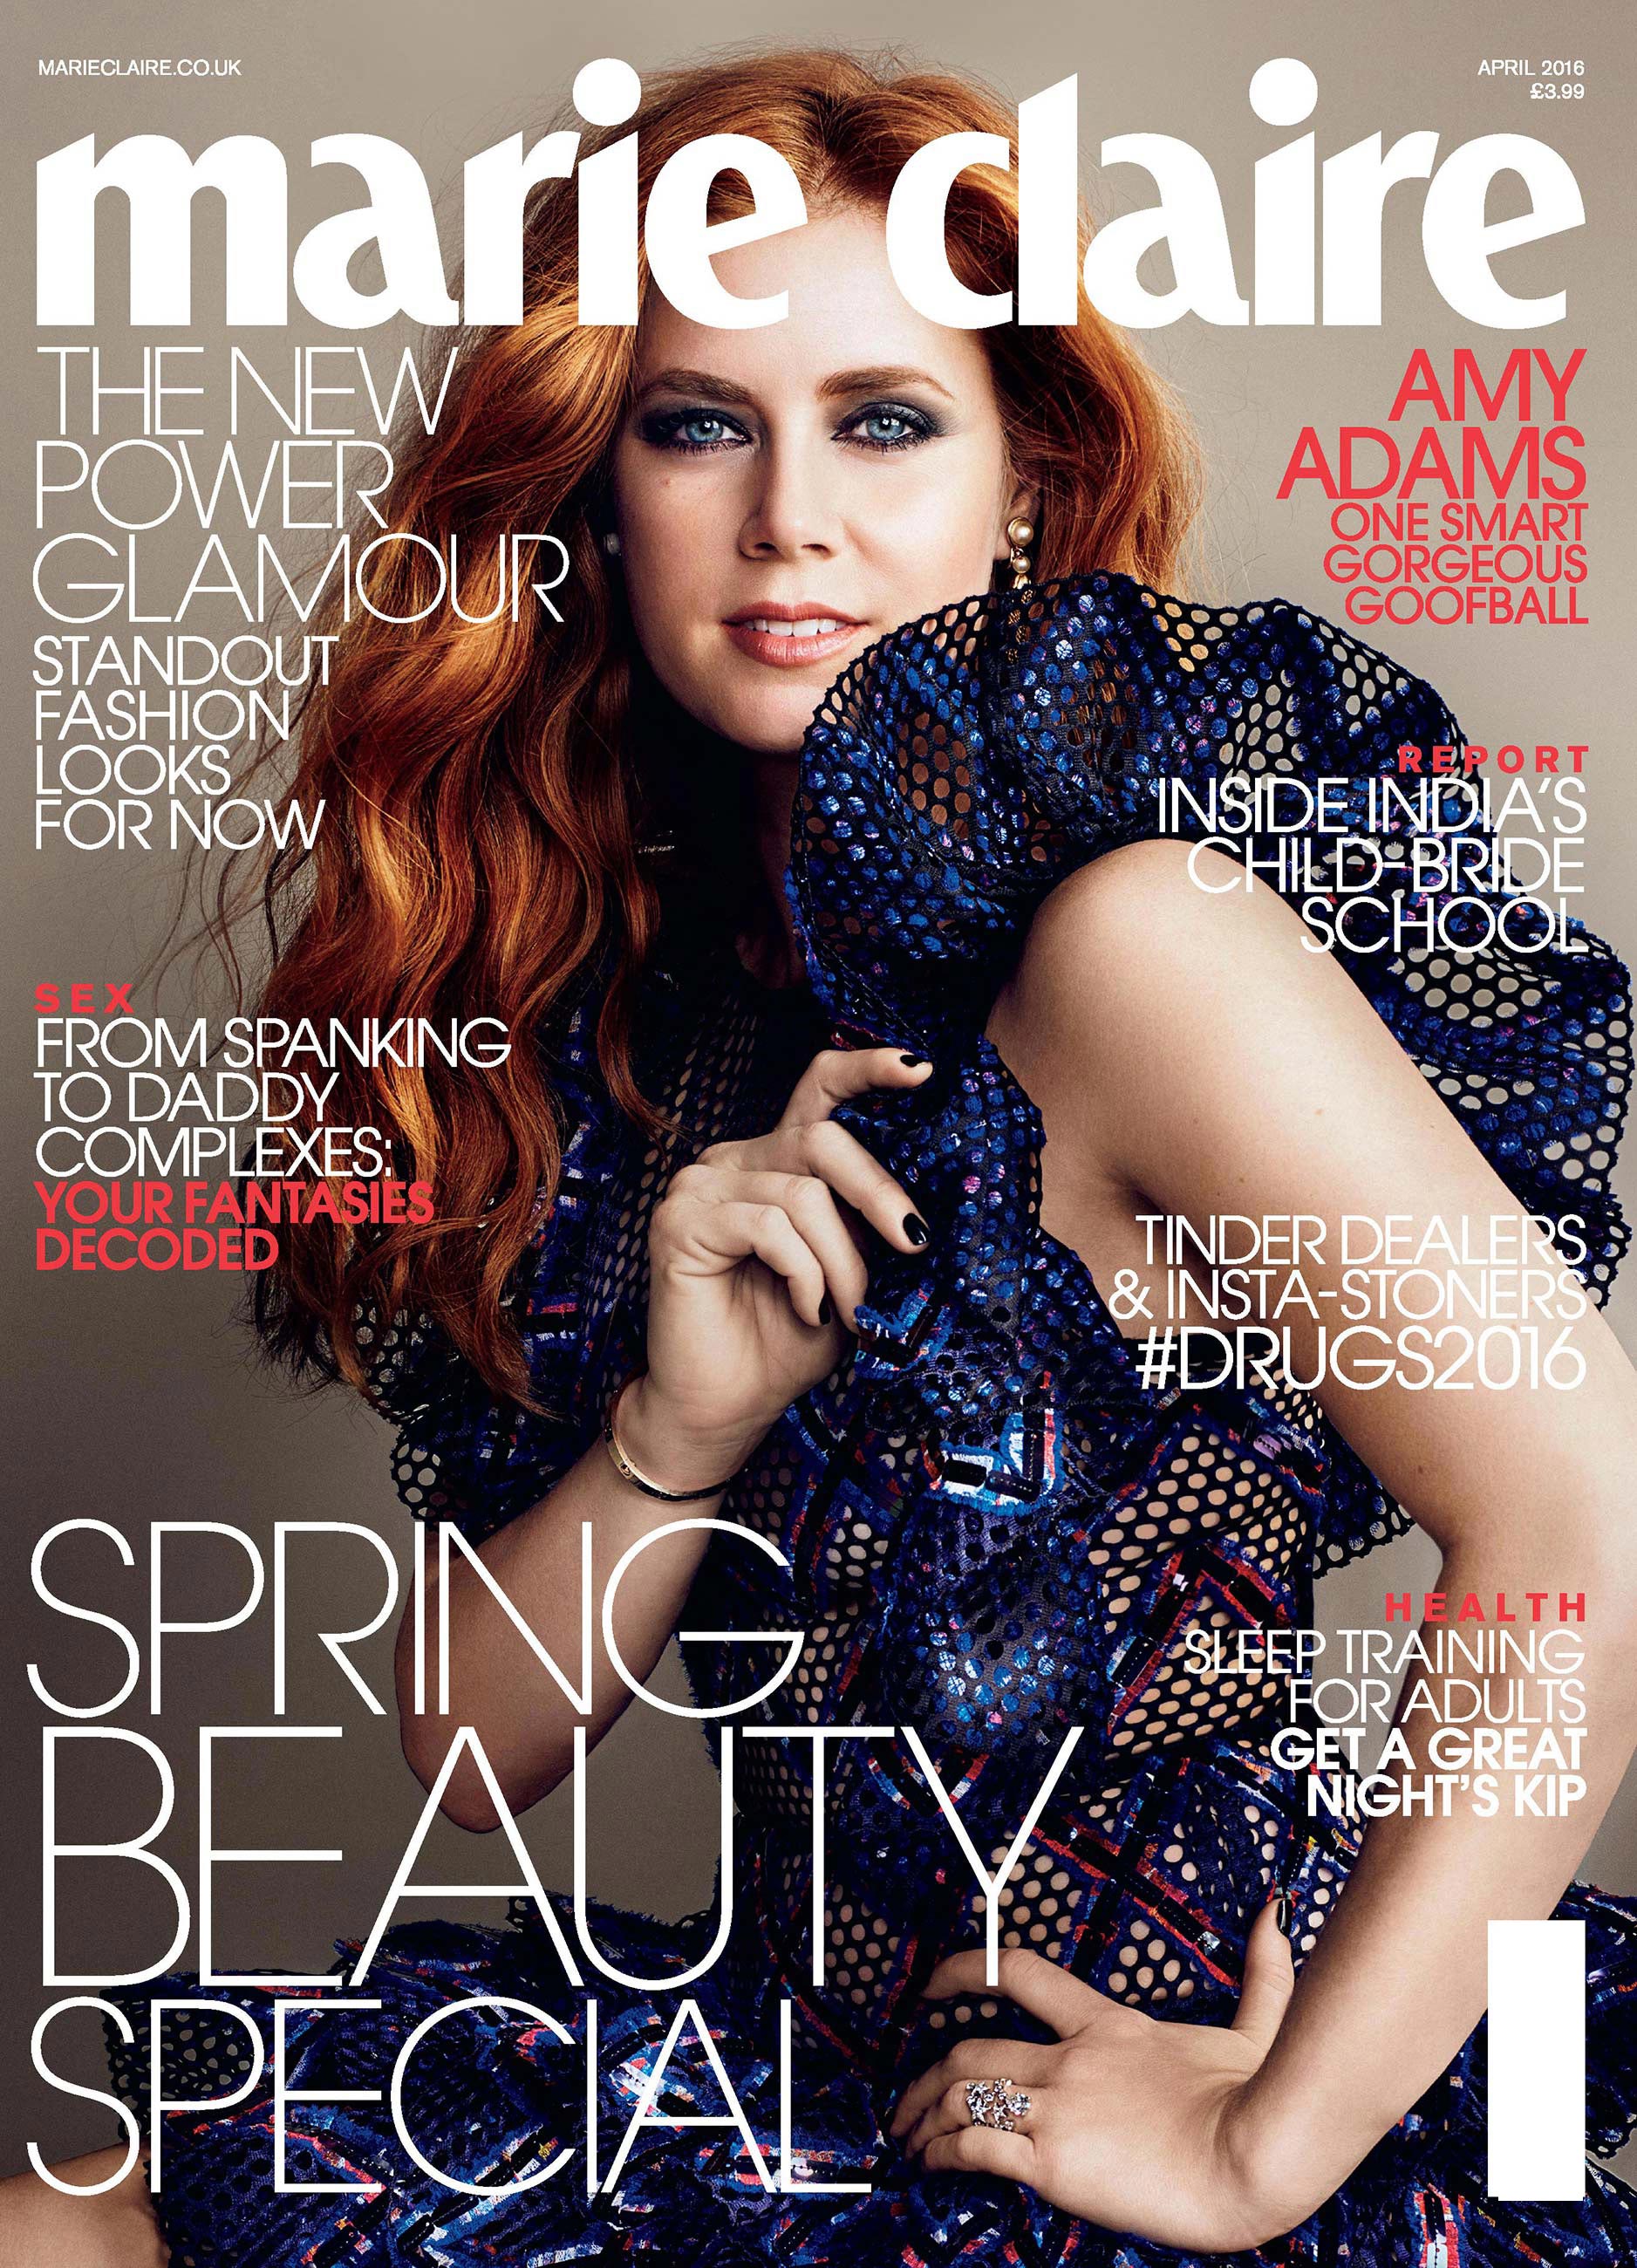 MARIECLAIRE.CO.UK
APRIL 2016
£3.99
marie claire
THE NEW
POWER
GLAMOUR
STANDOUT
FASHION
LOOKS
FOR NOW
AMY
ADAMS
ONE SMART
GORGEOUS
GOOFBALL
REPORT
INSIDE INDIA'S
CHILD-BRIDE
SCHOOL
SEX
FROM SPANKING
TO DADDY
COMPLEXES:
YOUR FANTASIES
DECODED
TINDER DEALERS
& INSTA-STONERS
#DRUGS2016
SPRING
BEAUTY
SPECIAL
HEALTH
SLEEP TRAINING
FOR ADULTS
GET A GREAT
NIGHT'S KIP